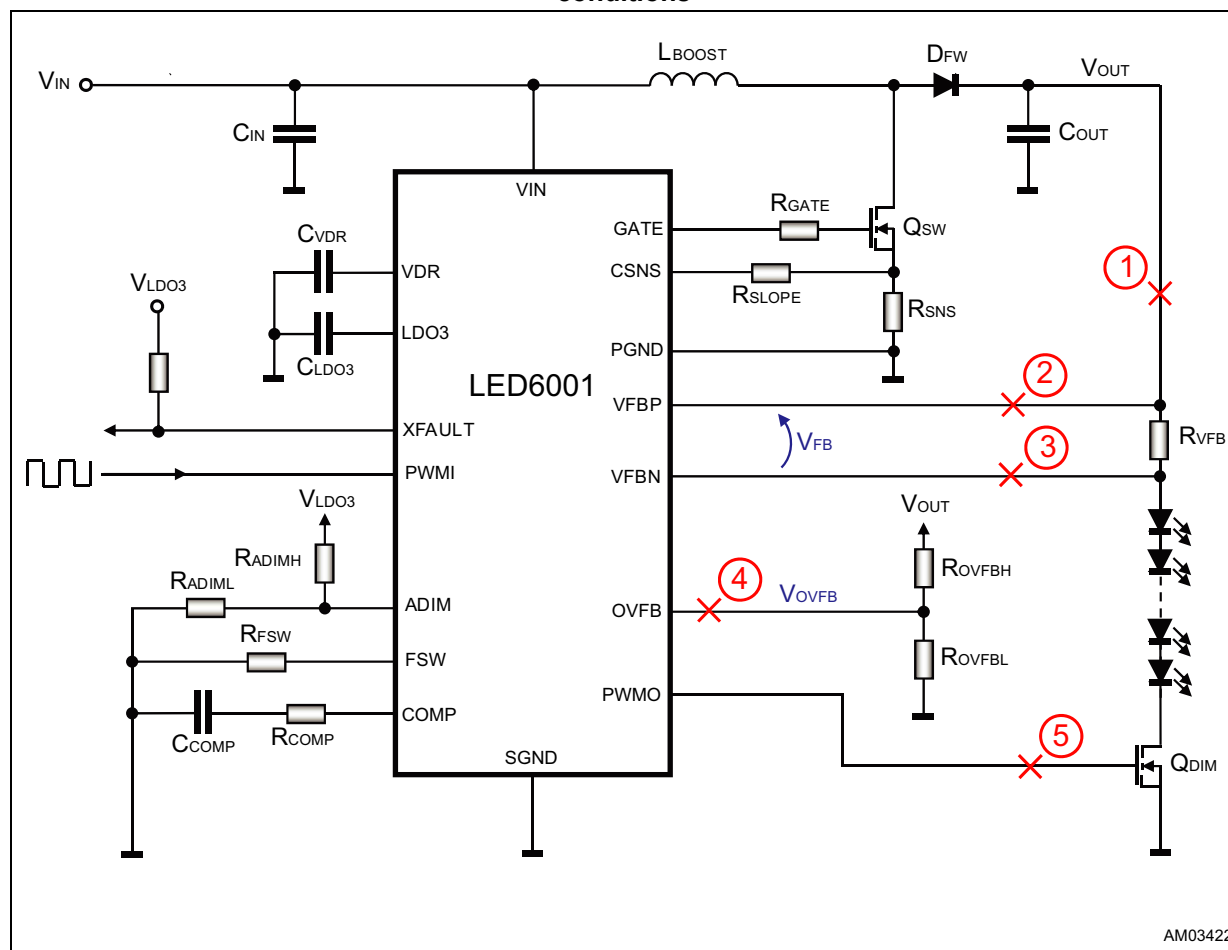 LBOOST
DFW
VOUT
VIN
CIN
COUT
VIN
RGATE
GATE
QSW
CVDR
VDR
CSNS
RSLOPE
1
VLDO3
LDO3
RSNS
CLDO3
PGND
LED6001
2
VFBP
XFAULT
VFB
RVFB
3
PWMI
VFBN
VLDO3
VOUT
RADIMH
RADIML
4
ROVFBH
ADIM
OVFB
VOVFB
RFSW
FSW
ROVFBL
PWMO
COMP
CCOMP
RCOMP
5
SGND
QDIM